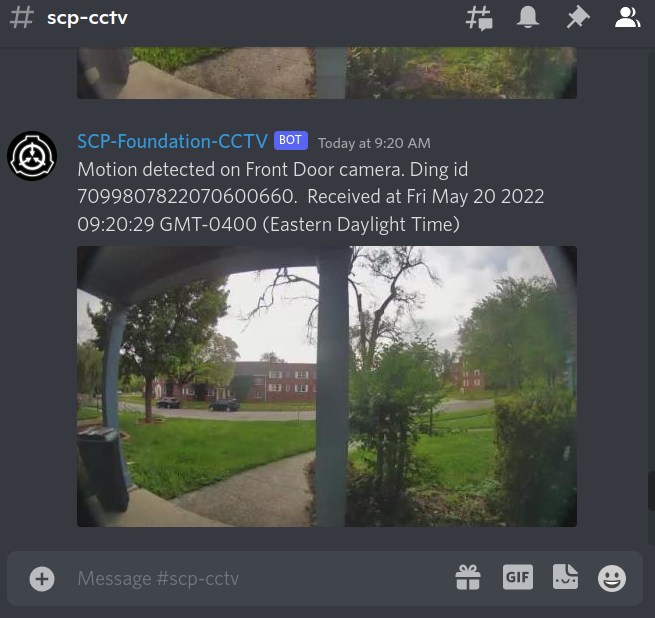 # scp-cctv
SCP-Foundation-CCTV BOT Today at 9:20 AM
Motion detected on Front Door camera. Ding id
7099807822070600660. Received at Fri May 20 2022
09:20:29 GMT-0400 (Eastern Daylight Time)
Message #scp-cctv
GIF